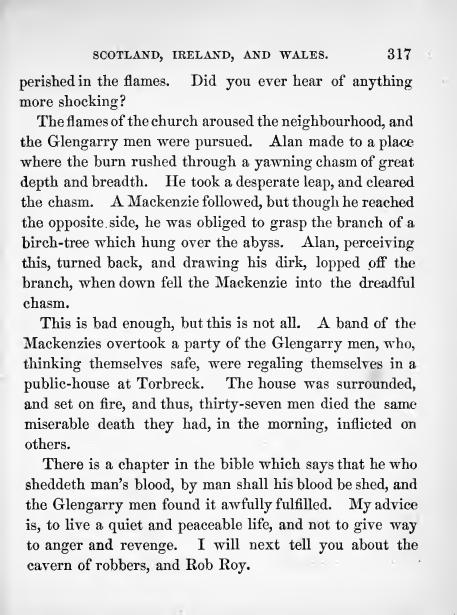 SCOTLAND, IRELAND, AND WALES. 317
perished in the flames. Did you ever hear of anything
more shocking?
The flames of the church aroused the neighbourhood, and
the Glengarry men were pursued. Alan made to a place
where the burn rushed through a yawning chasm of great
depth and breadth. He took a desperate leap, and cleared
the chasm. A Mackenzie followed, but though he reached
the opposite side, he was obliged to grasp the branch of a
birch-tree which hung over the abyss. Alan, perceiving
this, turned back, and drawing his dirk, lopped off the
branch, when down fell the Mackenzie into the dreadful
chasm.
This is bad enough, but this is not all. A band of the
Mackenzies overtook a party of the Glengarry men, who,
thinking themselves safe, were regaling themselves in a
public-house at Torbreck. The house was surrounded,
and set on fire, and thus, thirty-seven men died the same
miserable death they had, in the morning, inflicted on
others.
There is a chapter in the bible which says that he who
sheddeth man's blood, by man shall his blood be shed, and
the Glengarry men found it awfully fulfilled. My advice
is, to live a quiet and peaceable life, and not to give way
to anger and revenge. I will next tell you about the
cavern of robbers, and Rob Roy.